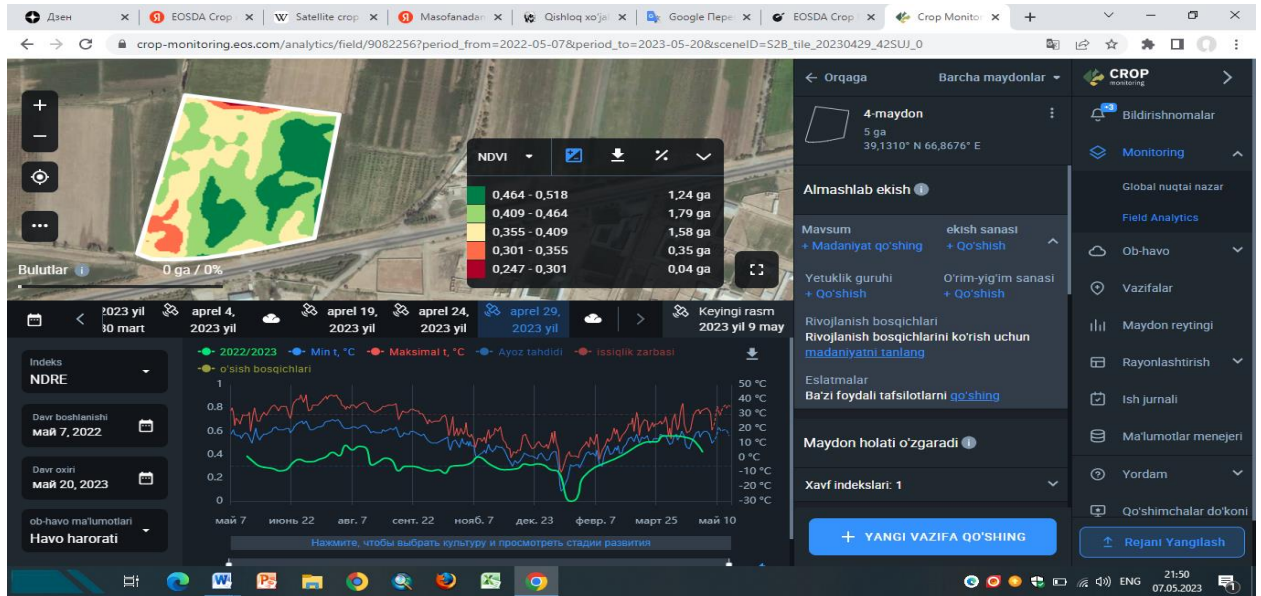 Дзен
EOSDA Crop
Satellite crop
Masofanadan
Qishloq xo'jal
Google Пере
EOSDA Crop
Crop Monitor
crop-monitoring.eos.com/analytics/field/9082256?period_from=2022-05-07&period_to=2023-05-20&sceneID=S2B_tile_20230429_42SUJ_0
NDVI
0,464 - 0,518 1,24 ga
0,409 - 0,464 1,79 ga
0,355 - 0,409 1,58 ga
0,301 - 0,355 0,35 ga
0,247 - 0,301 0,04 ga
Bulutlar
0 ga / 0%
2023 yil
30 mart
aprel 4,
2023 yil
aprel 19,
2023 yil
aprel 24,
2023 yil
aprel 29,
2023 yil
Keyingi rasm
2023 yil 9 may
Indeks
NDRE
Davr boshlanishi
май 7, 2022
Davr oxiri
май 20, 2023
ob-havo ma'lumotlari
Havo harorati
2022/2023 Min t, °C Maksimal t, °C Ayoz tahdidi issiqlik zarbasi
o'sish bosqichlari
1
0.8
0.6
0.4
0.2
0
50 °C
40 °C
30 °C
20 °C
10 °C
0 °C
-10 °C
-20 °C
-30 °C
май 7 июнь 22 авг. 7 сент. 22 нояб. 7 дек. 23 февр. 7 март 25 май 10
Нажмите, чтобы выбрать культуру и просмотреть стадии развития
Orqaga
Barcha maydonlar
4-maydon
5 ga
39,1310° N 66,8676° E
Almashlab ekish
Mavsum
+ Madaniyat qo'shing
ekish sanasi
+ Qo'shish
Yetuklik guruhi
+ Qo'shish
O'rim-yig'im sanasi
+ Qo'shish
Rivojlanish bosqichlari
Rivojlanish bosqichlarini ko'rish uchun
madaniyatni tanlang
Eslatmalar
Ba'zi foydali tafsilotlarni qo'shing
Maydon holati o'zgaradi
Xavf indekslari: 1
+ YANGI VAZIFA QO'SHING
CROP
monitoring
+3
Bildirishnomalar
Monitoring
Global nuqtai nazar
Field Analytics
Ob-havo
Vazifalar
Maydon reytingi
Rayonlashtirish
Ish jurnali
Ma'lumotlar menejeri
Yordam
Qo'shimchalar do'koni
Rejani Yangilash
ENG
21:50
07.05.2023